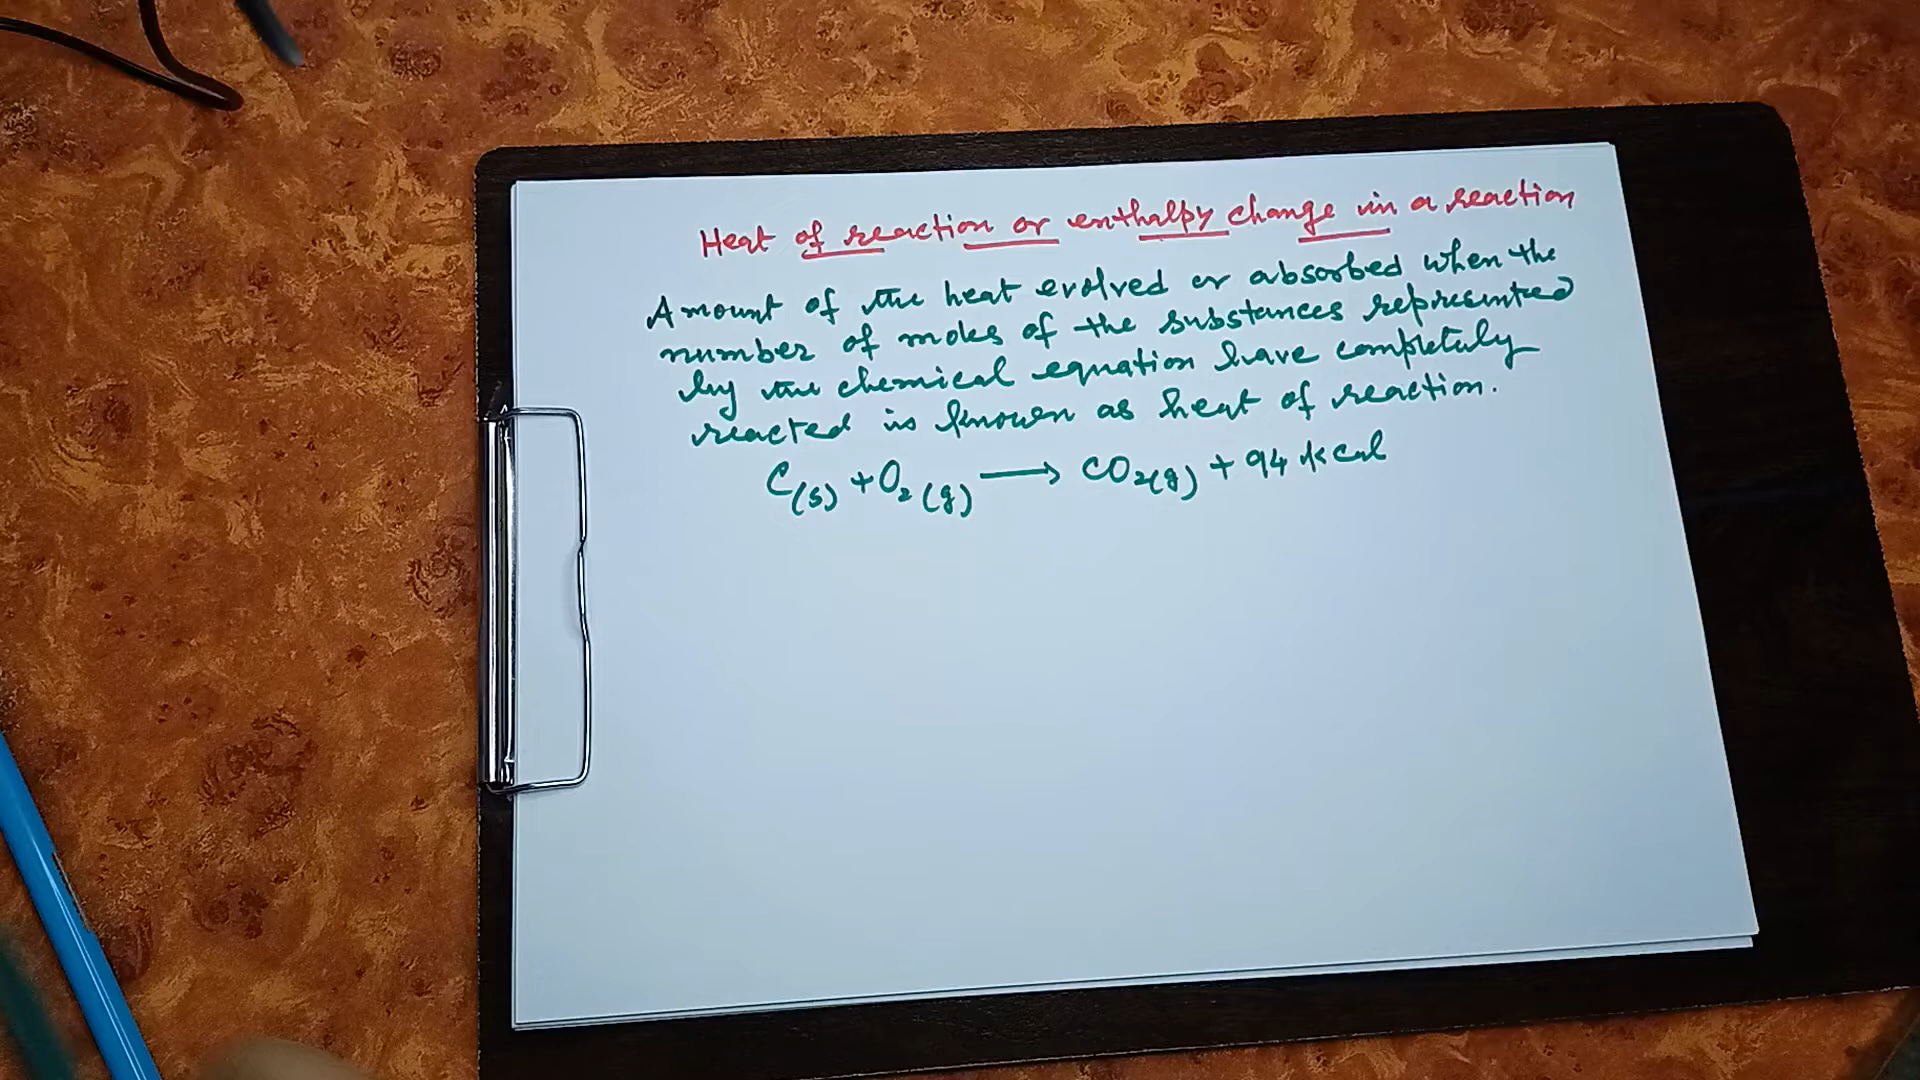 Heat of reaction or enthalpy change in a reaction
Amount of the heat evolved or absorbed when the
number of moles of the substances represented
by the chemical equation have completely
reacted is known as heat of reaction.
C(s) + O₂(g) ⟶ CO₂(g) + 94 kcal